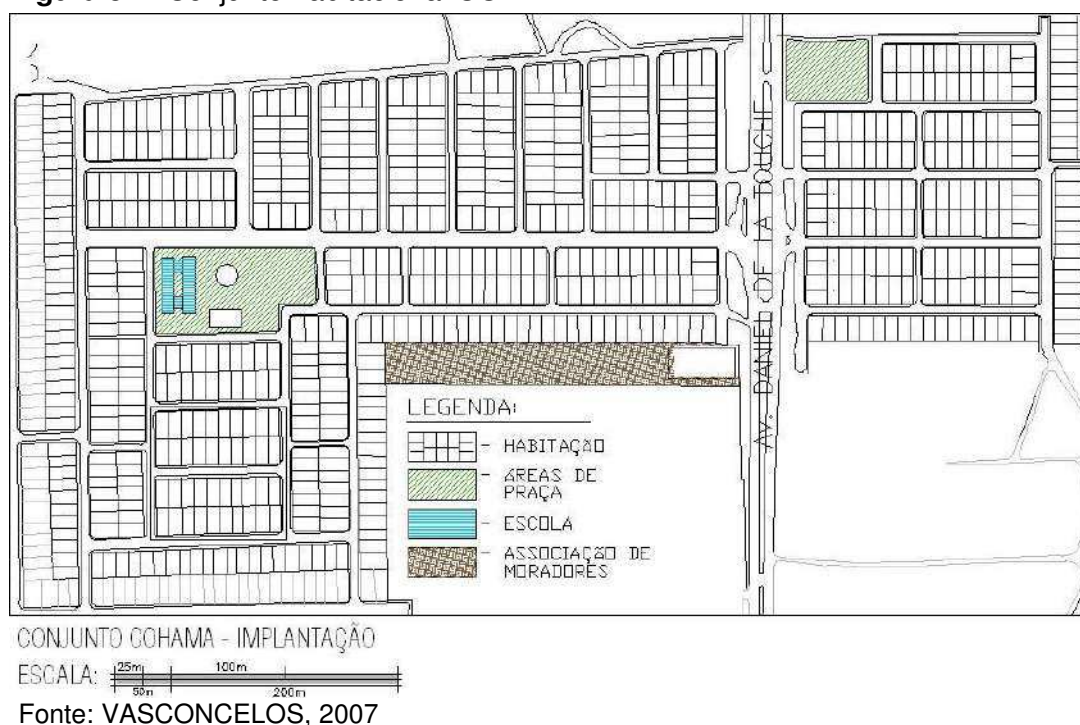 AV. DANIEL DE LA TOUCHE
LEGENDA:
- HABITAÇÃO
- ÁREAS DE
PRAÇA
- ESCOLA
- ASSOCIAÇÃO DE
MORADORES
CONJUNTO COHAMA - IMPLANTAÇÃO
ESCALA:
25m 100m
50m 200m
Fonte: VASCONCELOS, 2007